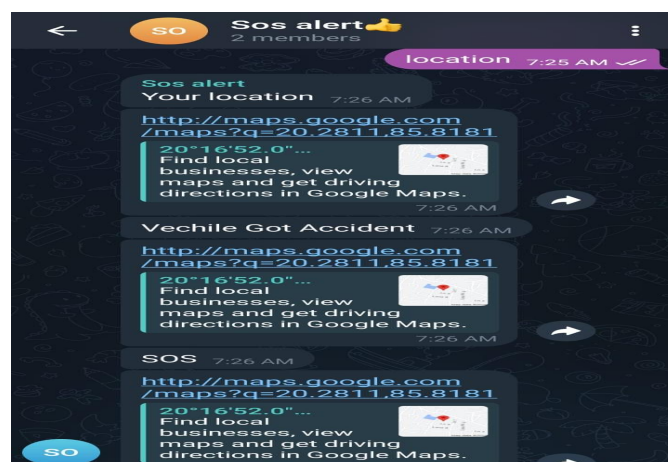 SO
Sos alert👍
2 members
location 7:25 AM
Sos alert
Your location 7:26 AM
http://maps.google.com
/maps?q=20.2811,85.8181
20°16'52.0"...
Find local
businesses, view
maps and get driving
directions in Google Maps.
7:26 AM
Vechile Got Accident 7:26 AM
http://maps.google.com
/maps?q=20.2811,85.8181
20°16'52.0"...
Find local
businesses, view
maps and get driving
directions in Google Maps.
7:26 AM
SOS 7:26 AM
http://maps.google.com
/maps?q=20.2811,85.8181
20°16'52.0"...
Find local
businesses, view
maps and get driving
directions in Google Maps.
SO